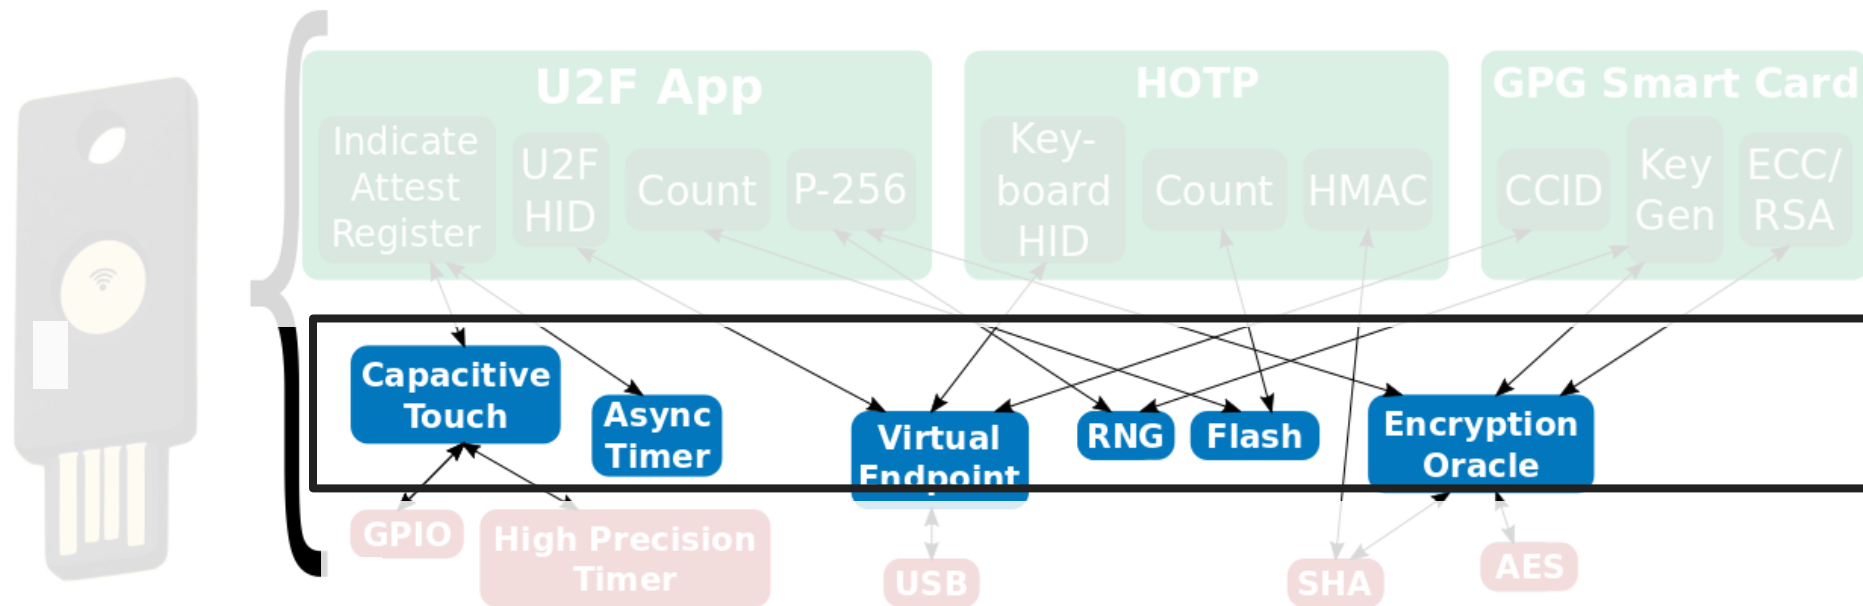 U2F App
HOTP
GPG Smart Card
Indicate
Attest
Register
U2F
HID
Count
P-256
Key-
board
HID
Count
HMAC
CCID
Key
Gen
ECC/
RSA
Capacitive
Touch
Async
Timer
Virtual
Endpoint
RNG
Flash
Encryption
Oracle
GPIO
High Precision
Timer
USB
SHA
AES